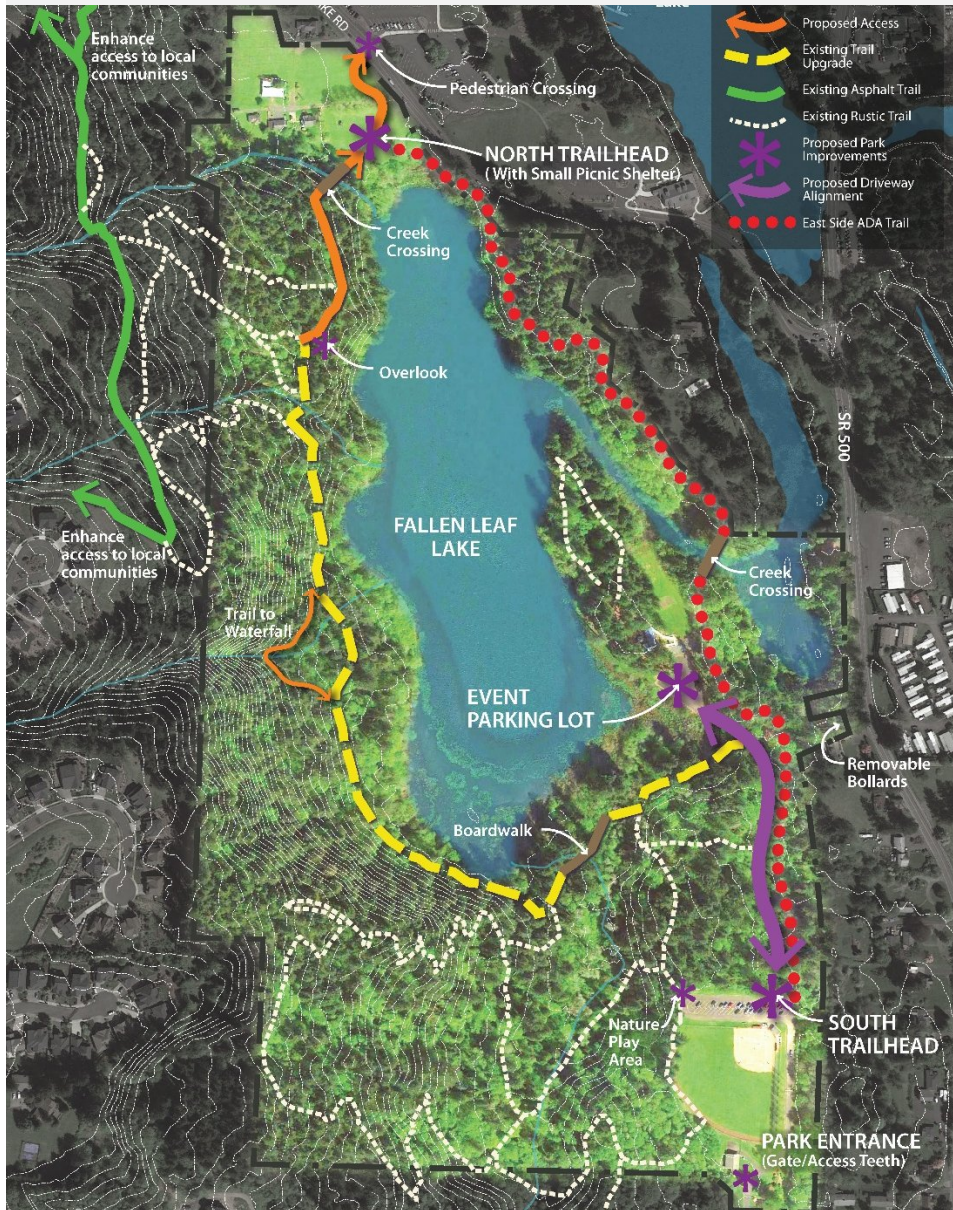 Lake
KE RD
Enhance
access to local
communities
Pedestrian Crossing
NORTH TRAILHEAD
(With Small Picnic Shelter)
Proposed Access
Existing Trail
Upgrade
Existing Asphalt Trail
Existing Rustic Trail
Proposed Park
Improvements
Proposed Driveway
Alignment
East Side ADA Trail
Creek
Crossing
Overlook
SR 500
FALLEN LEAF
LAKE
Enhance
access to local
communities
Creek
Crossing
Trail to
Waterfall
EVENT
PARKING LOT
Removable
Bollards
Boardwalk
Nature
Play
Area
SOUTH
TRAILHEAD
PARK ENTRANCE
(Gate/Access Teeth)